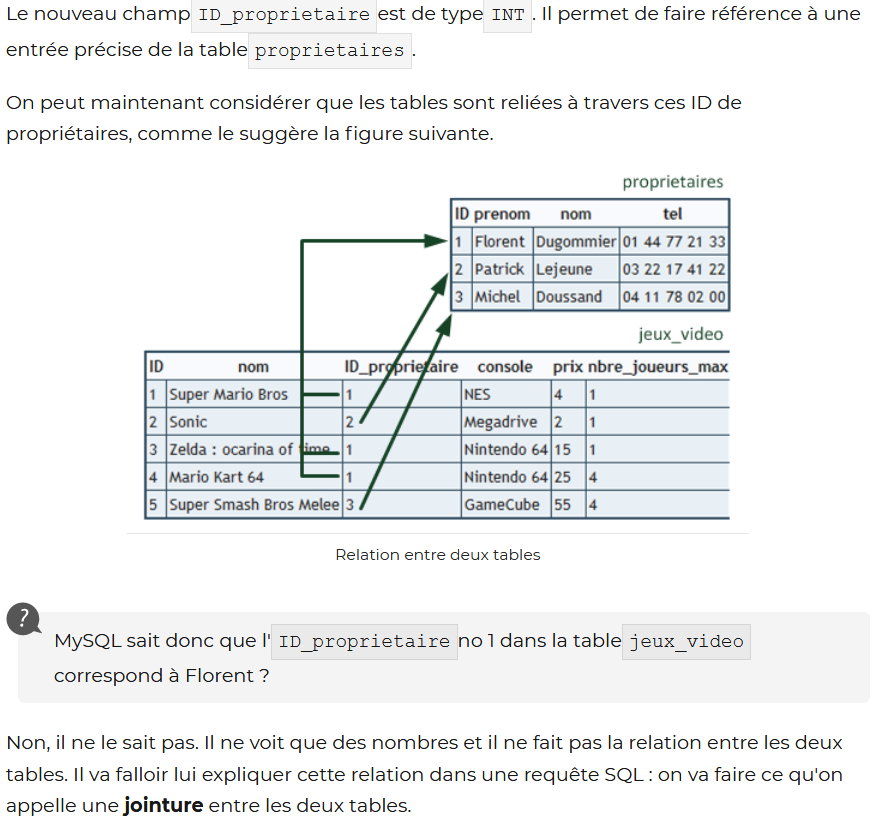 Le nouveau champ ID_proprietaire est de type INT . Il permet de faire référence à une
entrée précise de la table proprietaires .
On peut maintenant considérer que les tables sont reliées à travers ces ID de
propriétaires, comme le suggère la figure suivante.
proprietaires
ID prenom nom tel
1 Florent Dugommier 01 44 77 21 33
2 Patrick Lejeune 03 22 17 41 22
3 Michel Doussand 04 11 78 02 00
jeux_video
ID nom ID_proprietaire console prix nbre_joueurs_max
1 Super Mario Bros 1 NES 4 1
2 Sonic 2 Megadrive 2 1
3 Zelda : ocarina of time 1 Nintendo 64 15 1
4 Mario Kart 64 1 Nintendo 64 25 4
5 Super Smash Bros Melee 3 GameCube 55 4
Relation entre deux tables
?
MySQL sait donc que l' ID_proprietaire no 1 dans la table jeux_video
correspond à Florent ?
Non, il ne le sait pas. Il ne voit que des nombres et il ne fait pas la relation entre les deux
tables. Il va falloir lui expliquer cette relation dans une requête SQL : on va faire ce qu'on
appelle une jointure entre les deux tables.